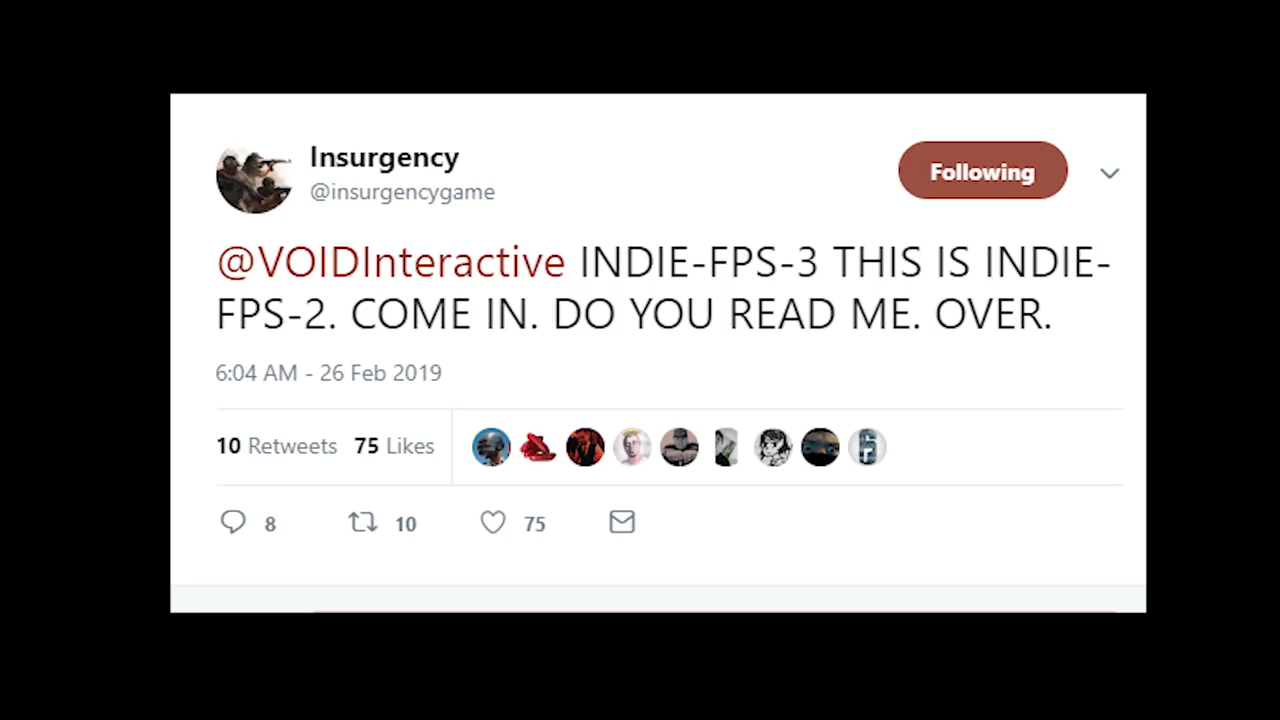 Insurgency
@insurgencygame
Following
@VOIDInteractive INDIE-FPS-3 THIS IS INDIE-
FPS-2. COME IN. DO YOU READ ME. OVER.
6:04 AM - 26 Feb 2019
10 Retweets 75 Likes
8 10 75